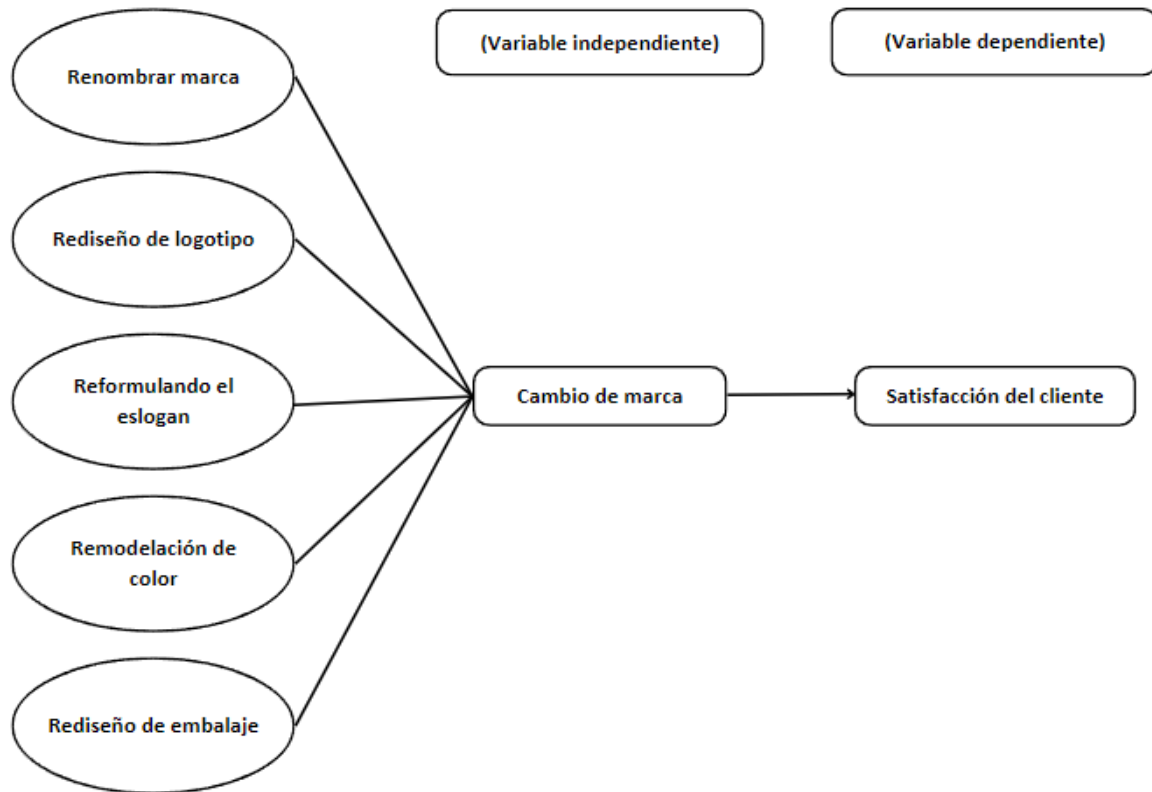 Renombrar marca
(Variable independiente)
(Variable dependiente)
Rediseño de logotipo
Reformulando el
eslogan
Cambio de marca
Satisfacción del cliente
Remodelación de
color
Rediseño de embalaje